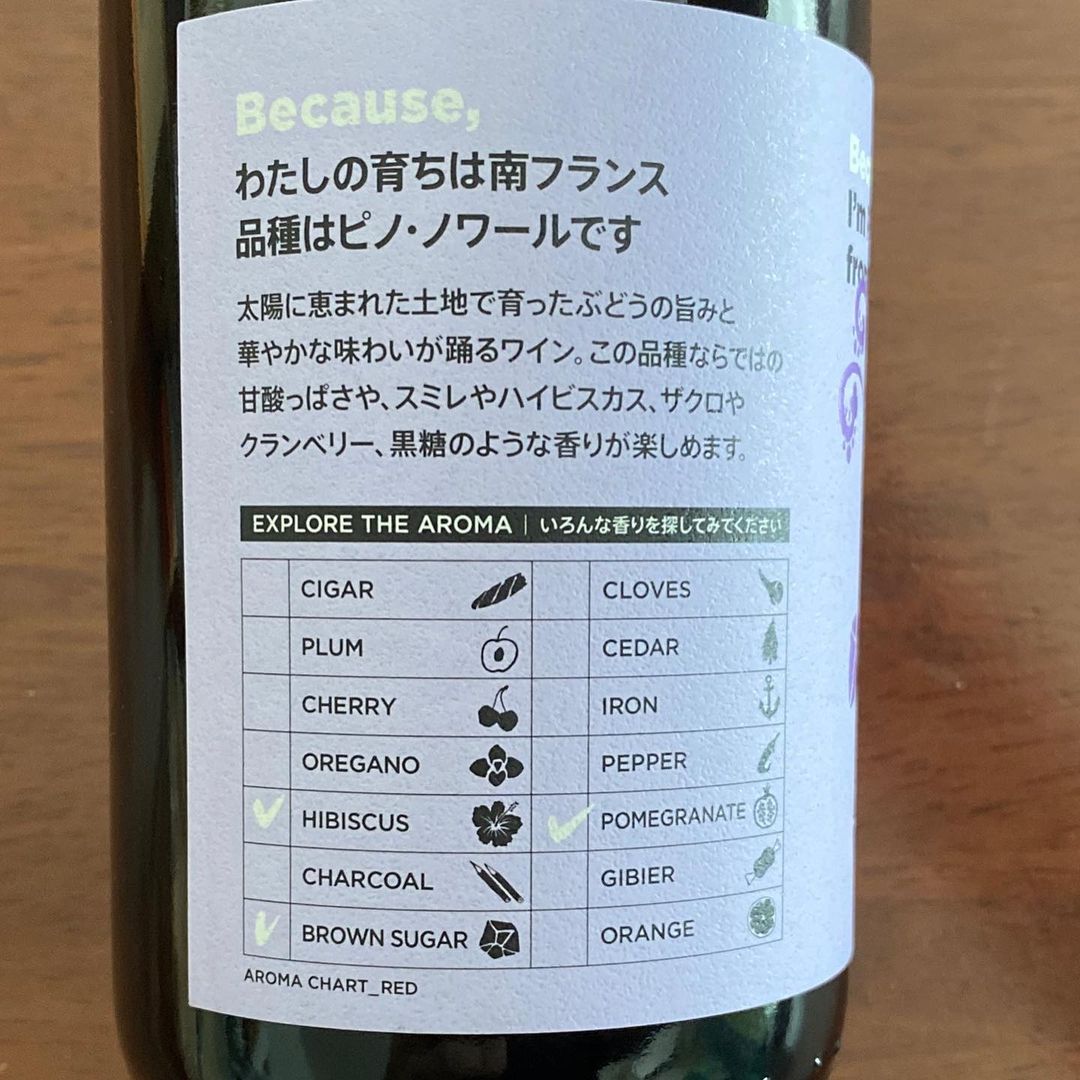 Because,
わたしの育ちは南フランス
品種はピノ・ノワールです
太陽に恵まれた土地で育ったぶどうの旨みと
華やかな味わいが踊るワイン。この品種ならではの
甘酸っぱさや、スミレやハイビスカス、ザクロや
クランベリー、黒糖のような香りが楽しめます。
EXPLORE THE AROMA | いろんな香りを探してみてください
CIGAR
CLOVES
PLUM
CEDAR
CHERRY
IRON
OREGANO
PEPPER
HIBISCUS
POMEGRANATE
CHARCOAL
GIBIER
BROWN SUGAR
ORANGE
AROMA CHART_RED
I'm